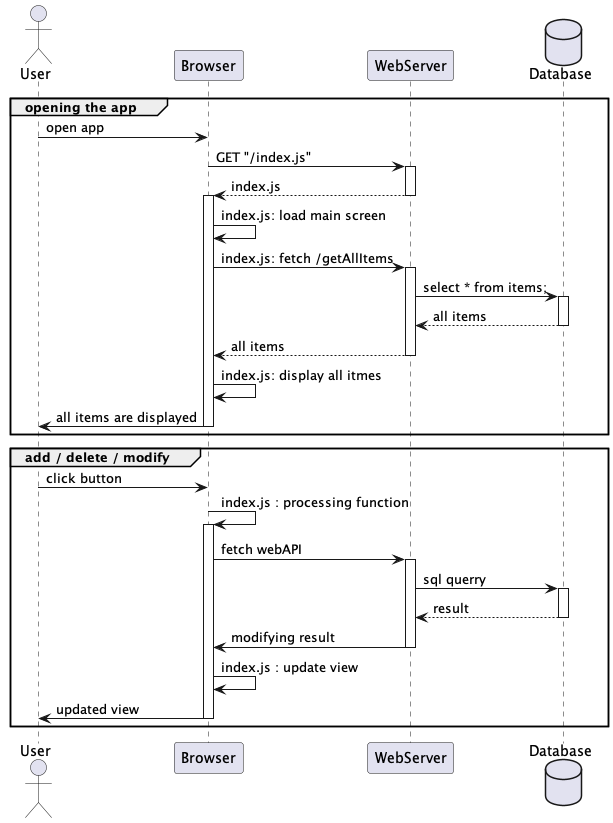 User
Browser
WebServer
Database
opening the app
open app
GET "/index.js"
index.js
index.js: load main screen
index.js: fetch /getAllItems
select * from items;
all items
all items
index.js: display all itmes
all items are displayed
add / delete / modify
click button
index.js : processing function
fetch webAPI
sql querry
result
modifying result
index.js : update view
updated view
User
Browser
WebServer
Database